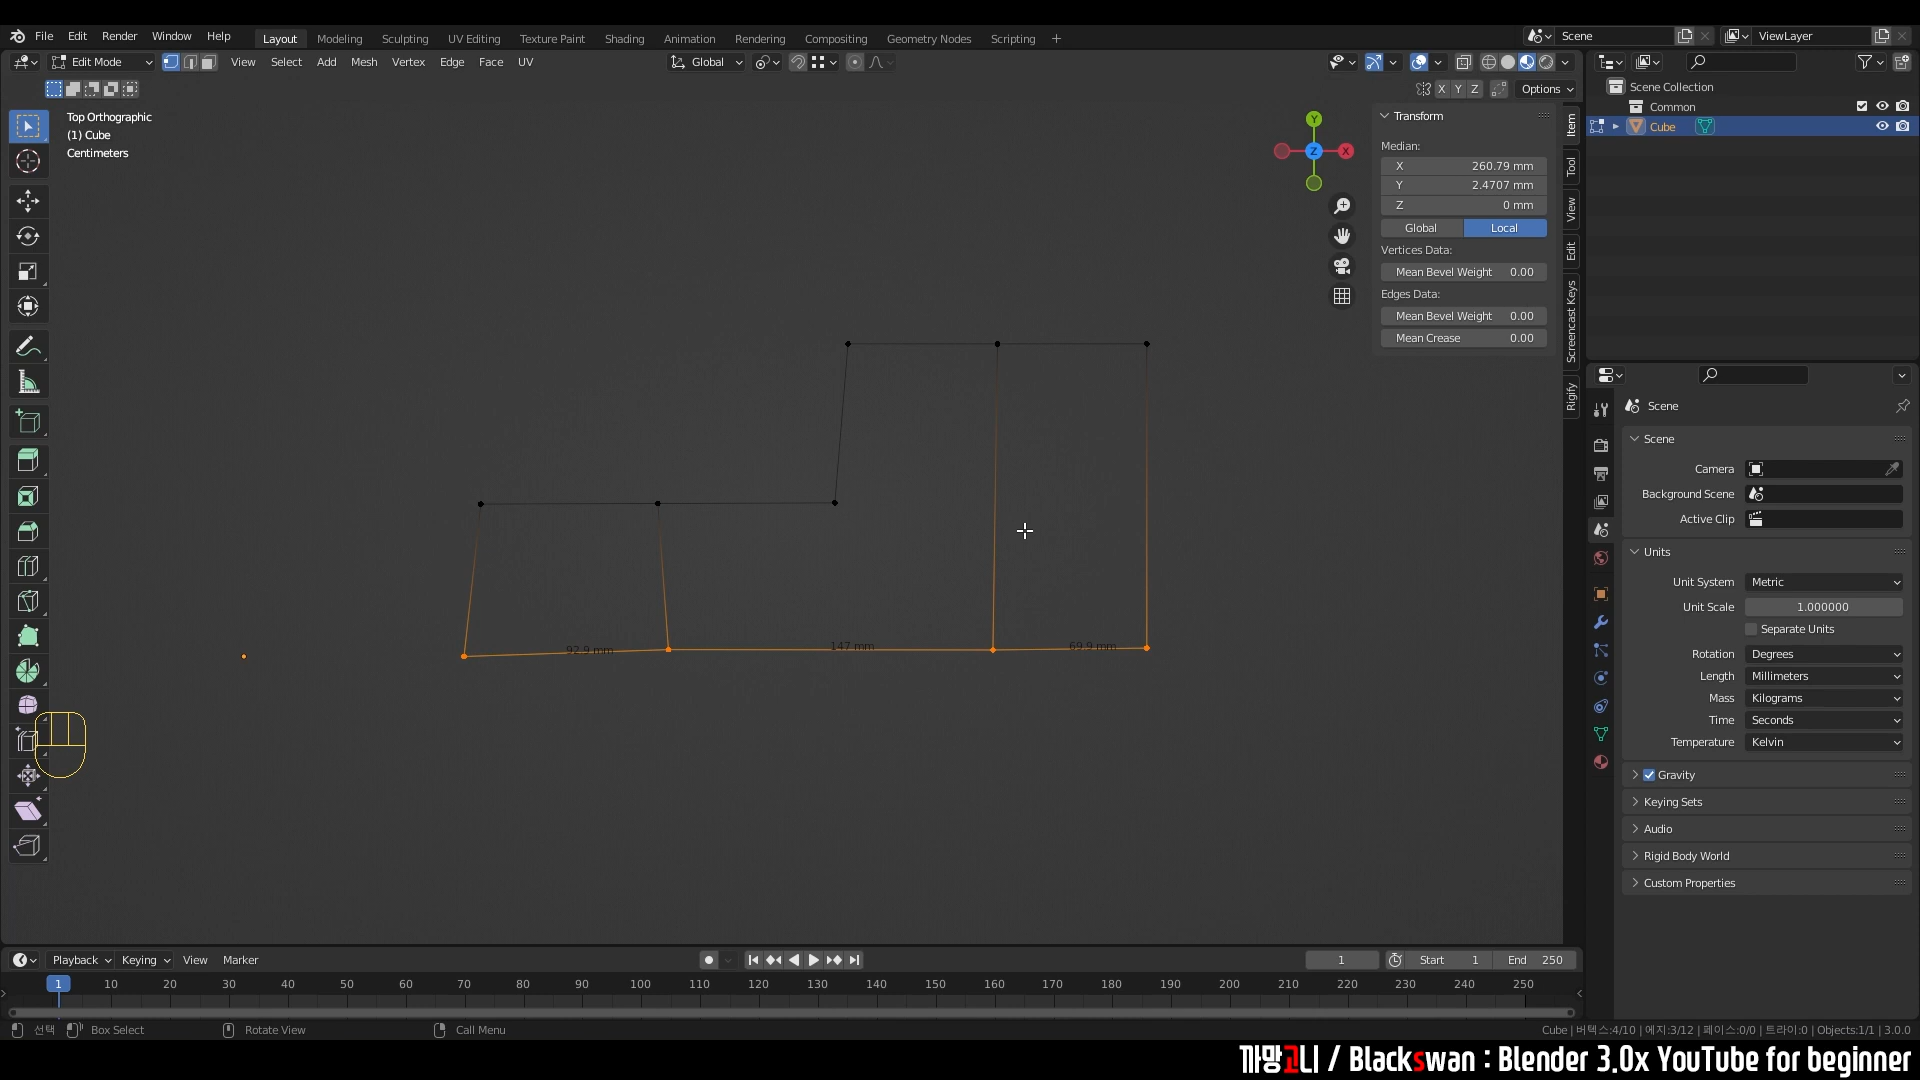 File Edit Render Window Help Layout Modeling Sculpting UV Editing Texture Paint Shading Animation Rendering Compositing Geometry Nodes Scripting + Scene ViewLayer
Edit Mode View Select Add Mesh Vertex Edge Face UV Global
X Y Z Options
Top Orthographic
(1) Cube
Centimeters
Y
Z X
Transform
Median:
X 260.79 mm
Y 2.4707 mm
Z 0 mm
Global Local
Vertices Data:
Mean Bevel Weight 0.00
Edges Data:
Mean Bevel Weight 0.00
Mean Crease 0.00
Item
Tool
View
Edit
Screencast Keys
Rigify
Scene Collection
Common
Cube
92.9 mm 147 mm 69.9 mm
Scene
Scene
Camera
Background Scene
Active Clip
Units
Unit System Metric
Unit Scale 1.000000
Separate Units
Rotation Degrees
Length Millimeters
Mass Kilograms
Time Seconds
Temperature Kelvin
Gravity
Keying Sets
Audio
Rigid Body World
Custom Properties
Playback Keying View Marker 1 Start 1 End 250
1 10 20 30 40 50 60 70 80 90 100 110 120 130 140 150 160 170 180 190 200 210 220 230 240 250
선택 Box Select Rotate View Call Menu Cube | 버텍스:4/10 | 에지:3/12 | 페이스:0/0 | 트라이:0 | Objects:1/1 | 3.0.0
까망고니 / Blackswan : Blender 3.0x YouTube for beginner